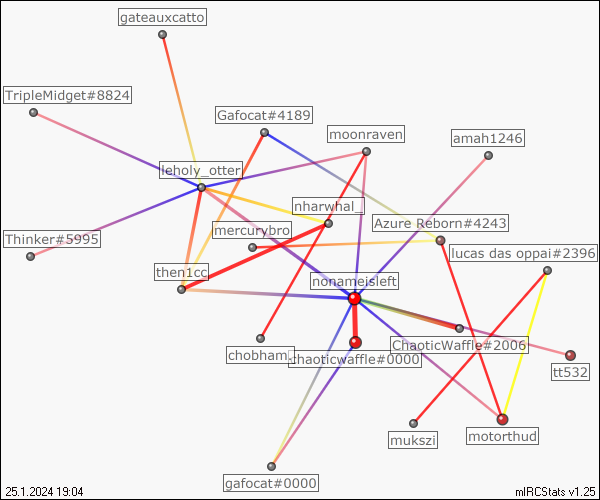 gateauxcatto
TripleMidget#8824
Gafocat#4189
moonraven
amah1246
leholy_otter
nharwhal_
Azure Reborn#4243
mercurybro
Thinker#5995
lucas das oppai#2396
then1cc
nonameisleft
ChaoticWaffle#2006
chobham_
chaoticwaffle#0000
tt532
mukszi
motorthud
gafocat#0000
25.1.2024 19:04
mIRCStats v1.25